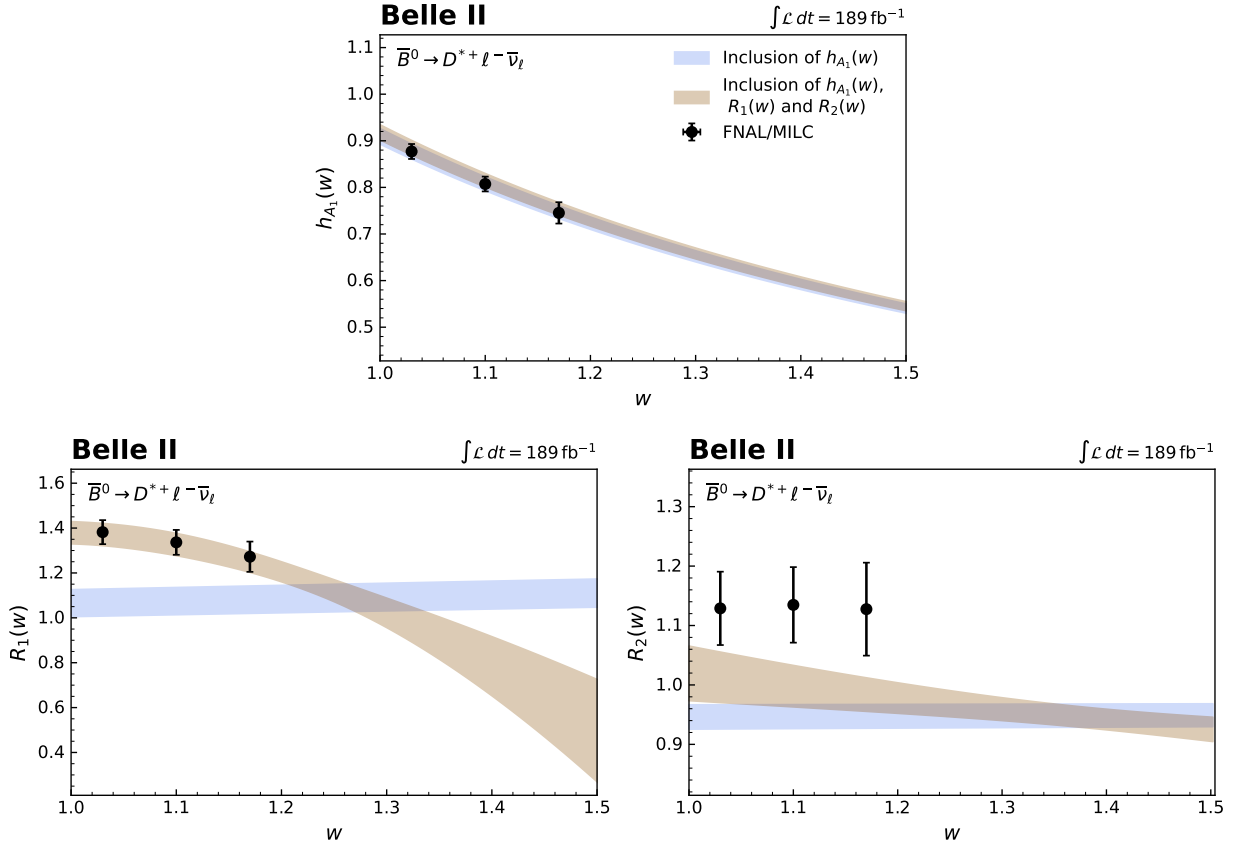 Belle II ∫ℒ dt = 189 fb⁻¹
B̅⁰ → D*⁺ ℓ⁻ ν̅_ℓ
Inclusion of h_A₁(w)
Inclusion of h_A₁(w),
R₁(w) and R₂(w)
FNAL/MILC
h_A₁(w)
1.1
1.0
0.9
0.8
0.7
0.6
0.5
1.0 1.1 1.2 1.3 1.4 1.5
w
Belle II ∫ℒ dt = 189 fb⁻¹
B̅⁰ → D*⁺ ℓ⁻ ν̅_ℓ
R₁(w)
1.6
1.4
1.2
1.0
0.8
0.6
0.4
1.0 1.1 1.2 1.3 1.4 1.5
w
Belle II ∫ℒ dt = 189 fb⁻¹
B̅⁰ → D*⁺ ℓ⁻ ν̅_ℓ
R₂(w)
1.3
1.2
1.1
1.0
0.9
1.0 1.1 1.2 1.3 1.4 1.5
w